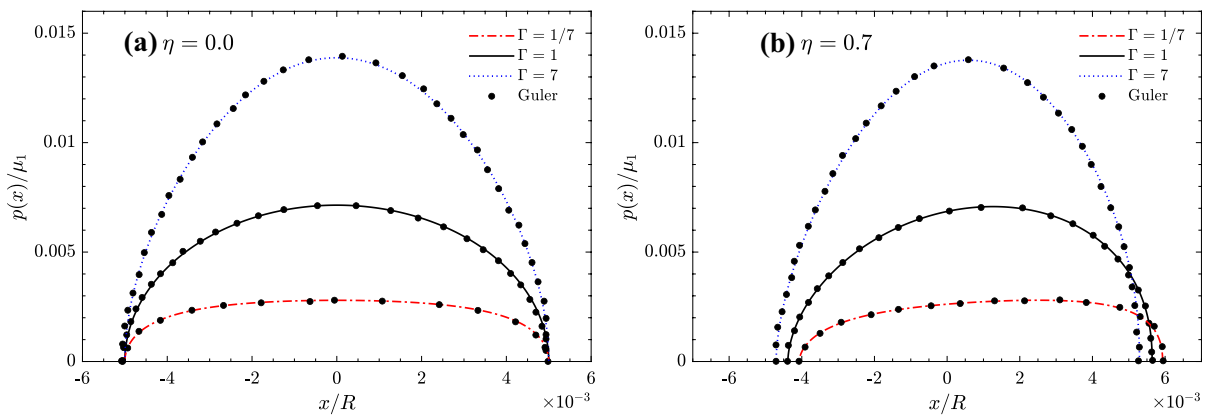 (a) η = 0.0
Γ = 1/7
Γ = 1
Γ = 7
Guler
0.015
0.01
0.005
0
p(x)/μ₁
-6
-4
-2
0
2
4
6
x/R
×10⁻³
(b) η = 0.7
Γ = 1/7
Γ = 1
Γ = 7
Guler
0.015
0.01
0.005
0
p(x)/μ₁
-6
-4
-2
0
2
4
6
x/R
×10⁻³